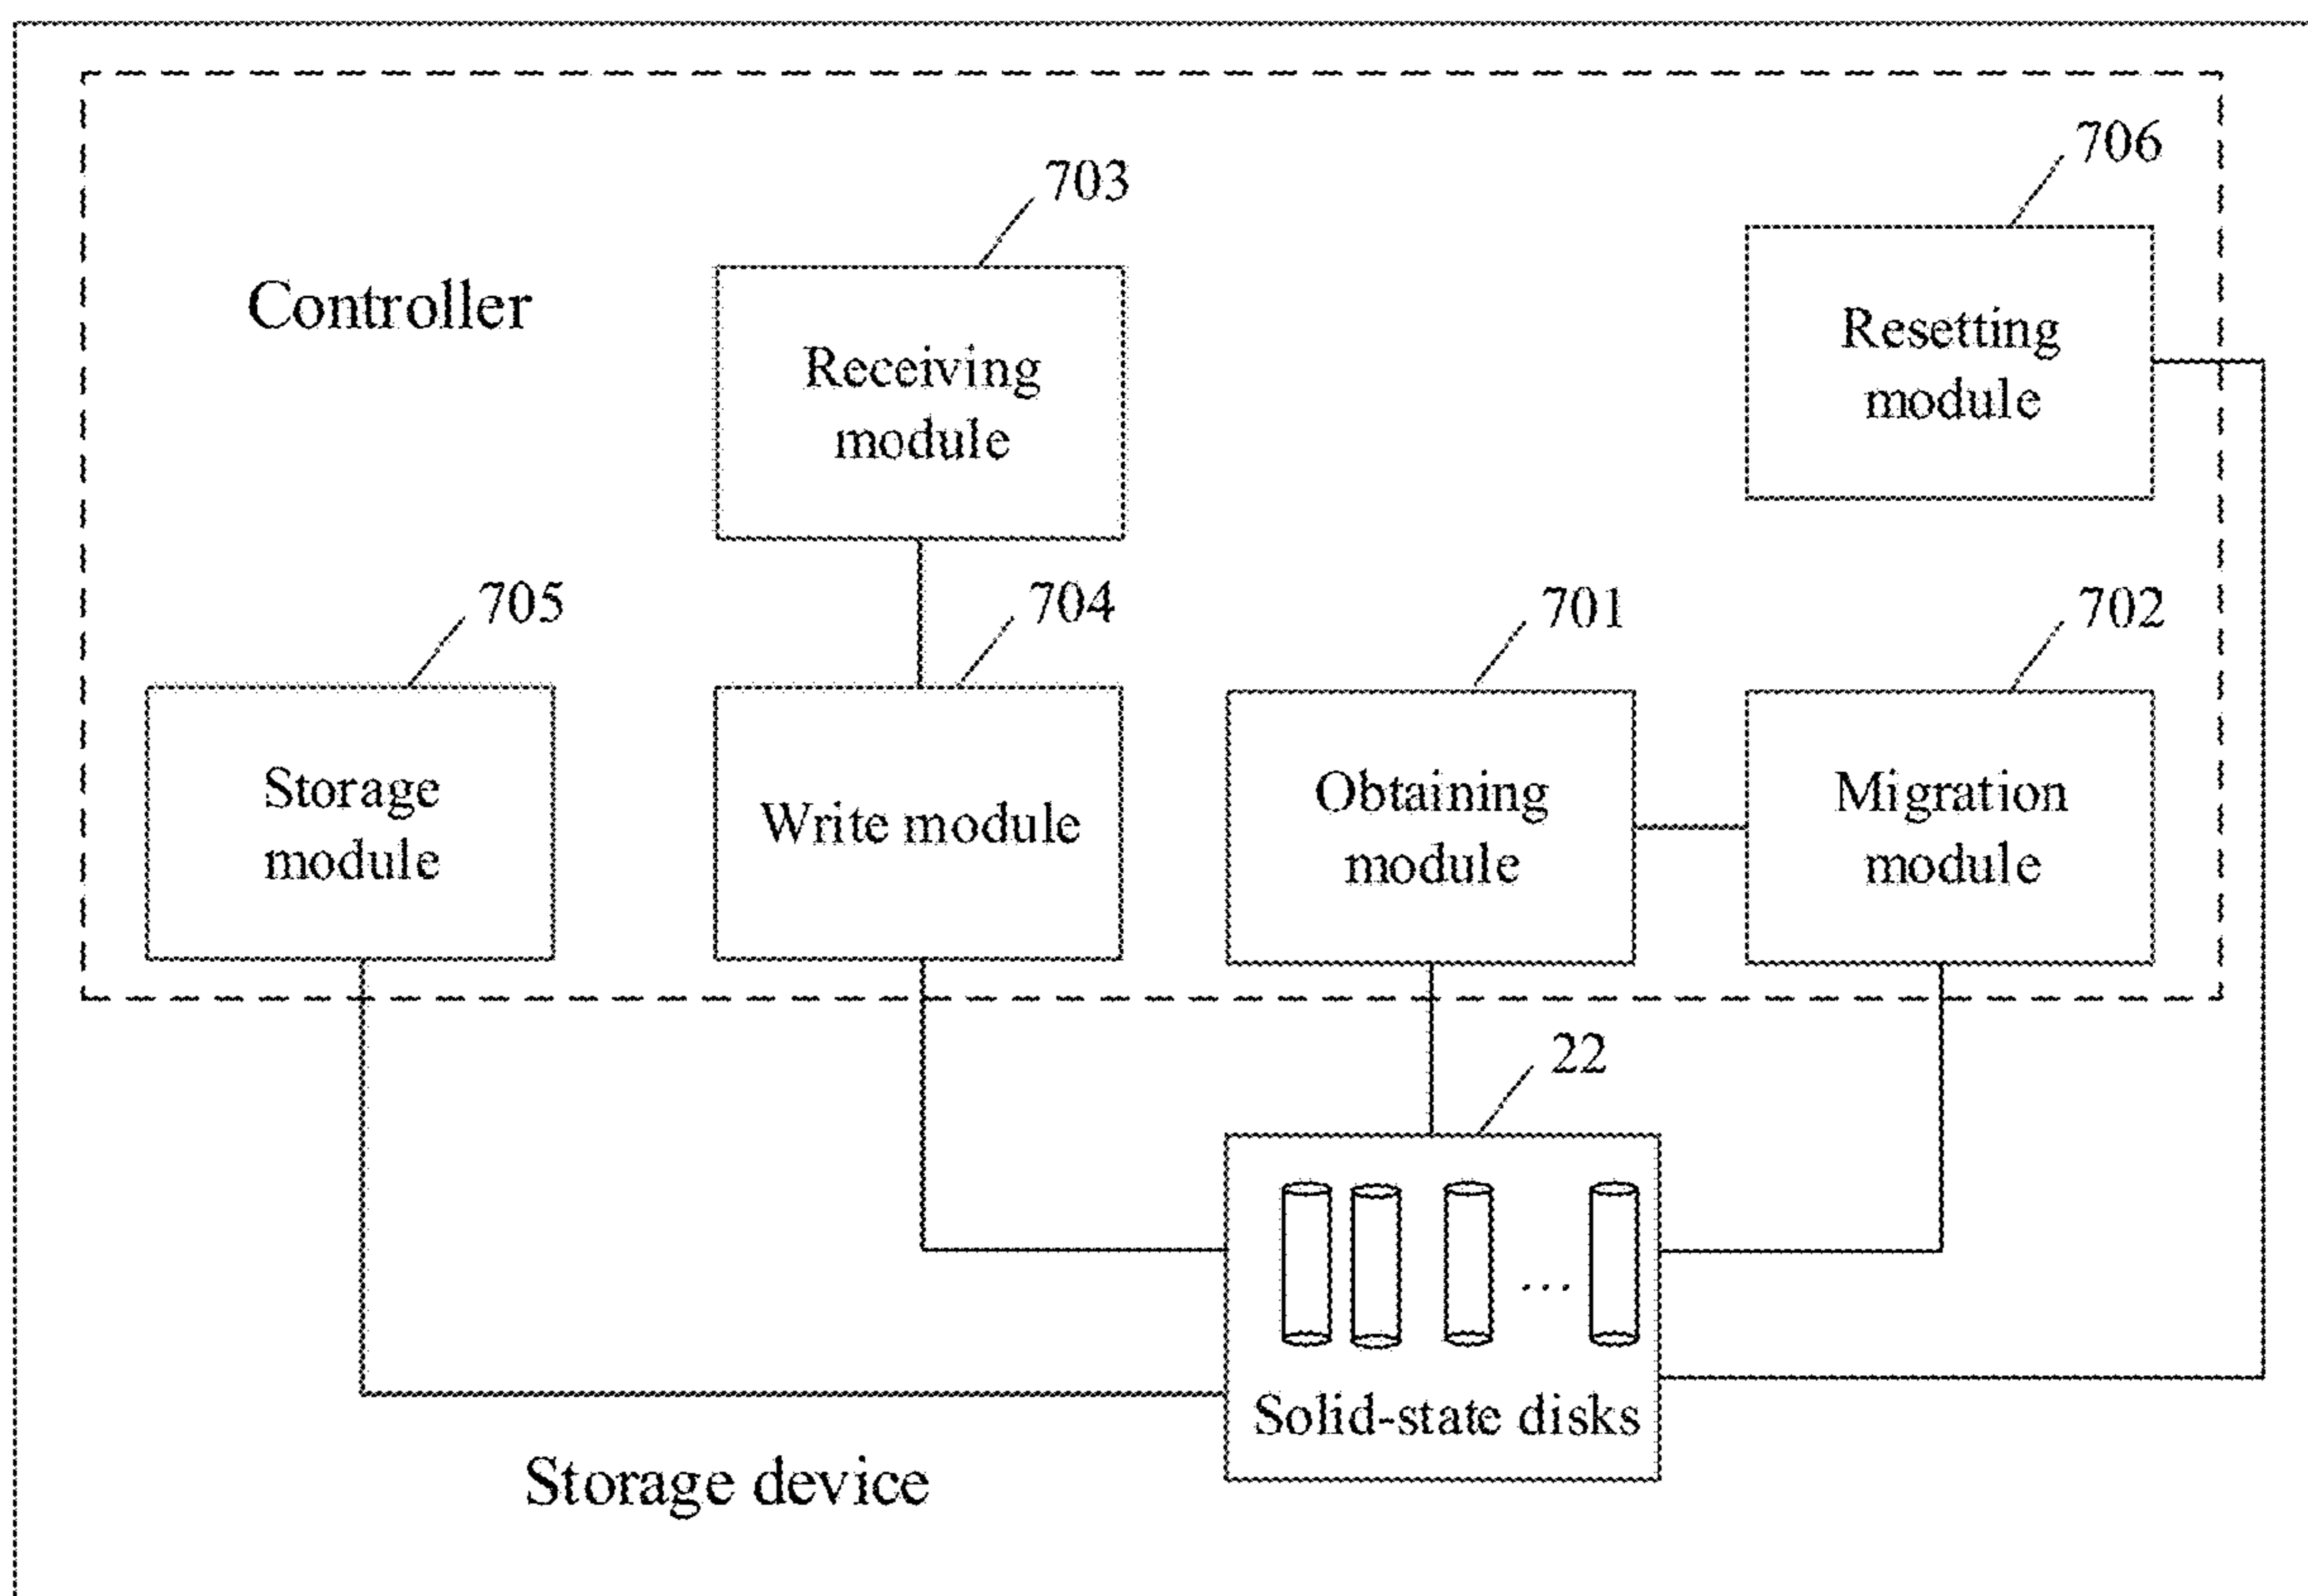 706
703
Controller
Resetting
module
Receiving
module
705
704
701
702
Storage
module
Write module
Obtaining
module
Migration
module
22
...
Solid-state disks
Storage device